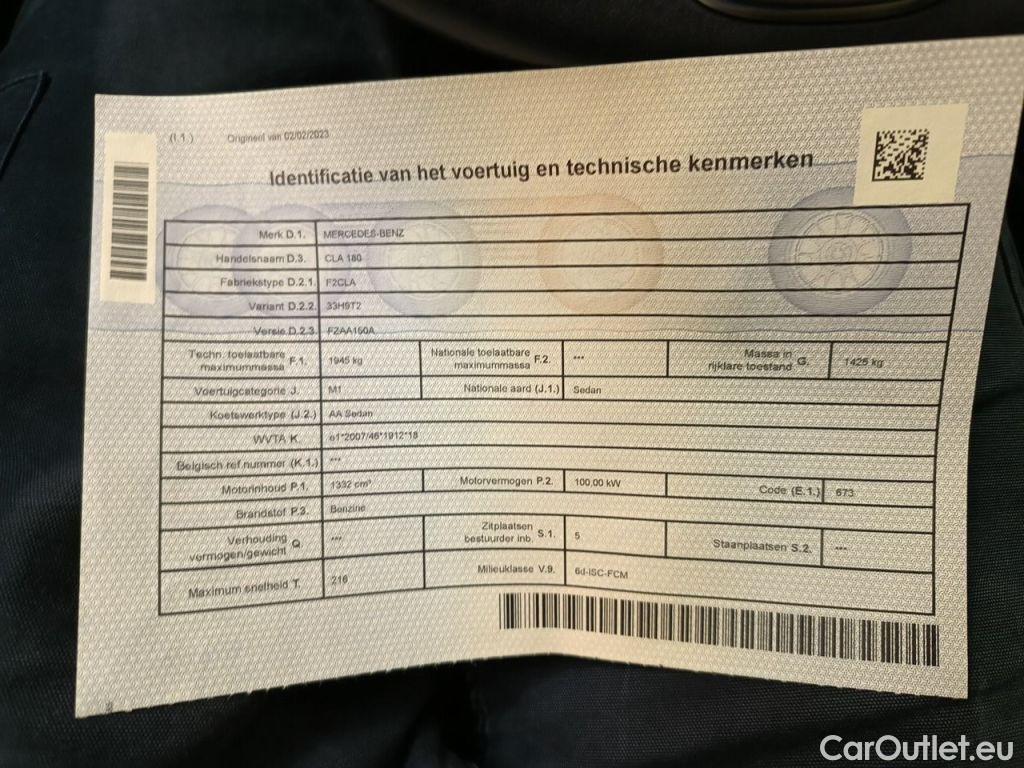 (I.1.) Origineel van 02/02/2023
Identificatie van het voertuig en technische kenmerken
Merk D.1. MERCEDES-BENZ
Handelsnaam D.3. CLA 180
Fabriekstype D.2.1. F2CLA
Variant D.2.2. 33H9T2
Versie D.2.3. FZAA150A
Techn. toelaatbare maximummassa F.1. 1945 kg Nationale toelaatbare maximummassa F.2. *** Massa in rijklare toestand G. 1425 kg
Voertuigcategorie J. M1 Nationale aard (J.1.) Sedan
Koetswerktype (J.2.) AA Sedan
WVTA K. e1*2007/46*1912*18
Belgisch ref.nummer (K.1.) ***
Motorinhoud P.1. 1332 cm³ Motorvermogen P.2. 100,00 kW Code (E.1.) 673
Brandstof P.3. Benzine
Verhouding vermogen/gewicht Q. *** Zitplaatsen bestuurder inb. S.1. 5 Staanplaatsen S.2. ***
Maximum snelheid T. 216 Milieuklasse V.9. 6d-ISC-FCM
CarOutlet.eu